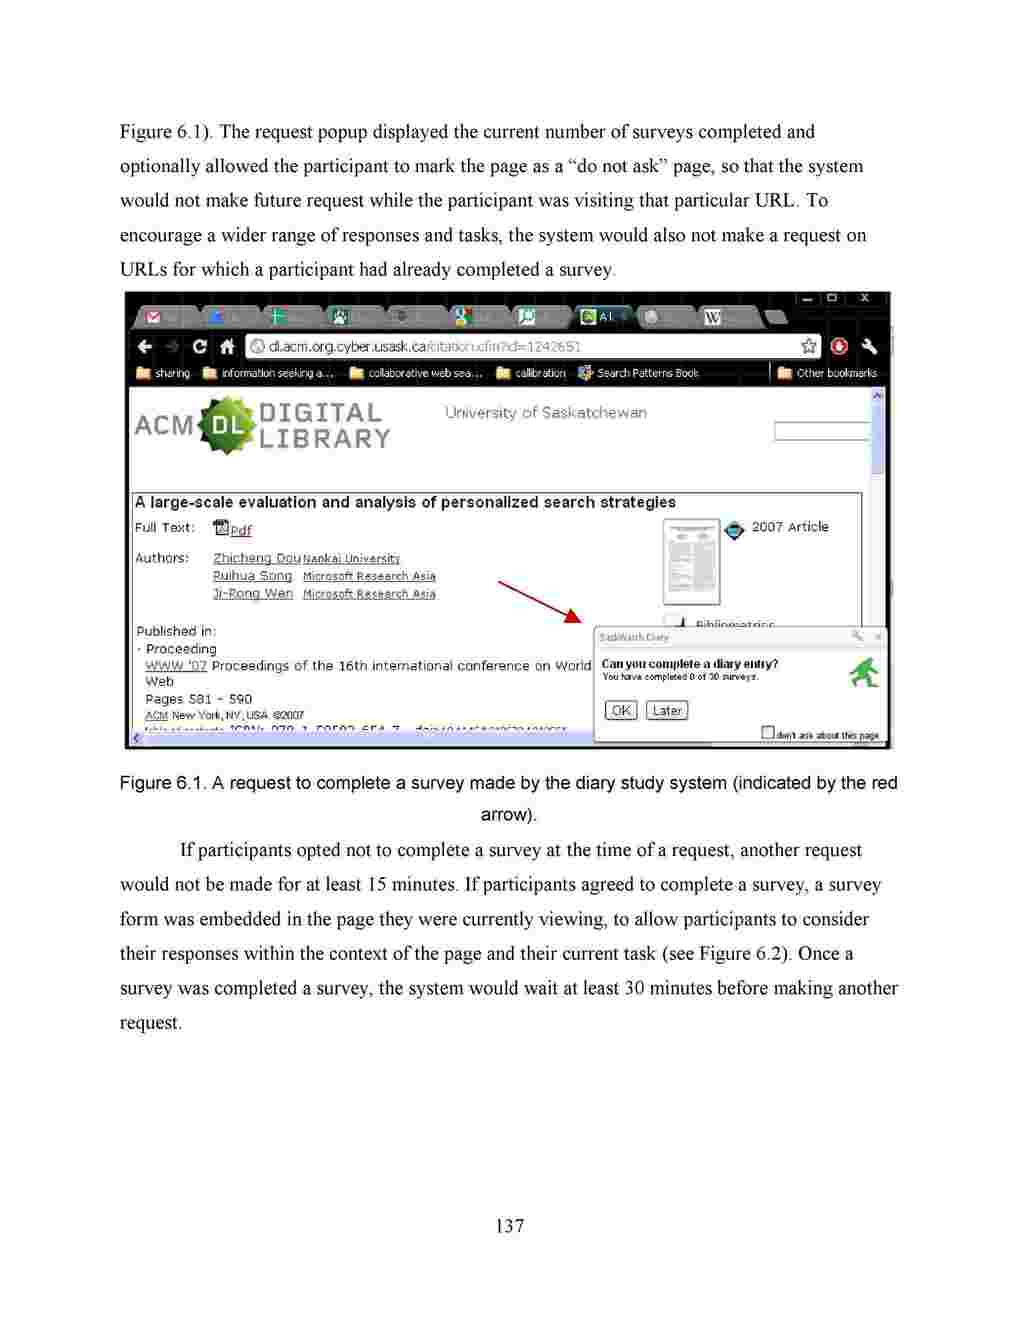 Figure 6.1). The request popup displayed the current number of surveys completed and
optionally allowed the participant to mark the page as a “do not ask” page, so that the system
would not make future request while the participant was visiting that particular URL. To
encourage a wider range of responses and tasks, the system would also not make a request on
URLs for which a participant had already completed a survey.
A l
dl.acm.org.cyber.usask.ca/citation.cfm?id=1242651
sharing information seeking a... collaborative web sea... callibration Search Patterns Book Other bookmarks
ACM DL DIGITAL LIBRARY
University of Saskatchewan
A large-scale evaluation and analysis of personalized search strategies
Full Text: Pdf
2007 Article
Authors: Zhicheng Dou Nankai University
Ruihua Song Microsoft Research Asia
Ji-Rong Wen Microsoft Research Asia
Bibliometrics
Published in:
· Proceeding
WWW '07 Proceedings of the 16th international conference on World
Web
Pages 581 - 590
ACM New York, NY, USA ©2007
SaskWatch Diary
Can you complete a diary entry?
You have completed 0 of 30 surveys.
OK Later
don't ask about this page
Figure 6.1. A request to complete a survey made by the diary study system (indicated by the red
arrow).
If participants opted not to complete a survey at the time of a request, another request
would not be made for at least 15 minutes. If participants agreed to complete a survey, a survey
form was embedded in the page they were currently viewing, to allow participants to consider
their responses within the context of the page and their current task (see Figure 6.2). Once a
survey was completed a survey, the system would wait at least 30 minutes before making another
request.
137